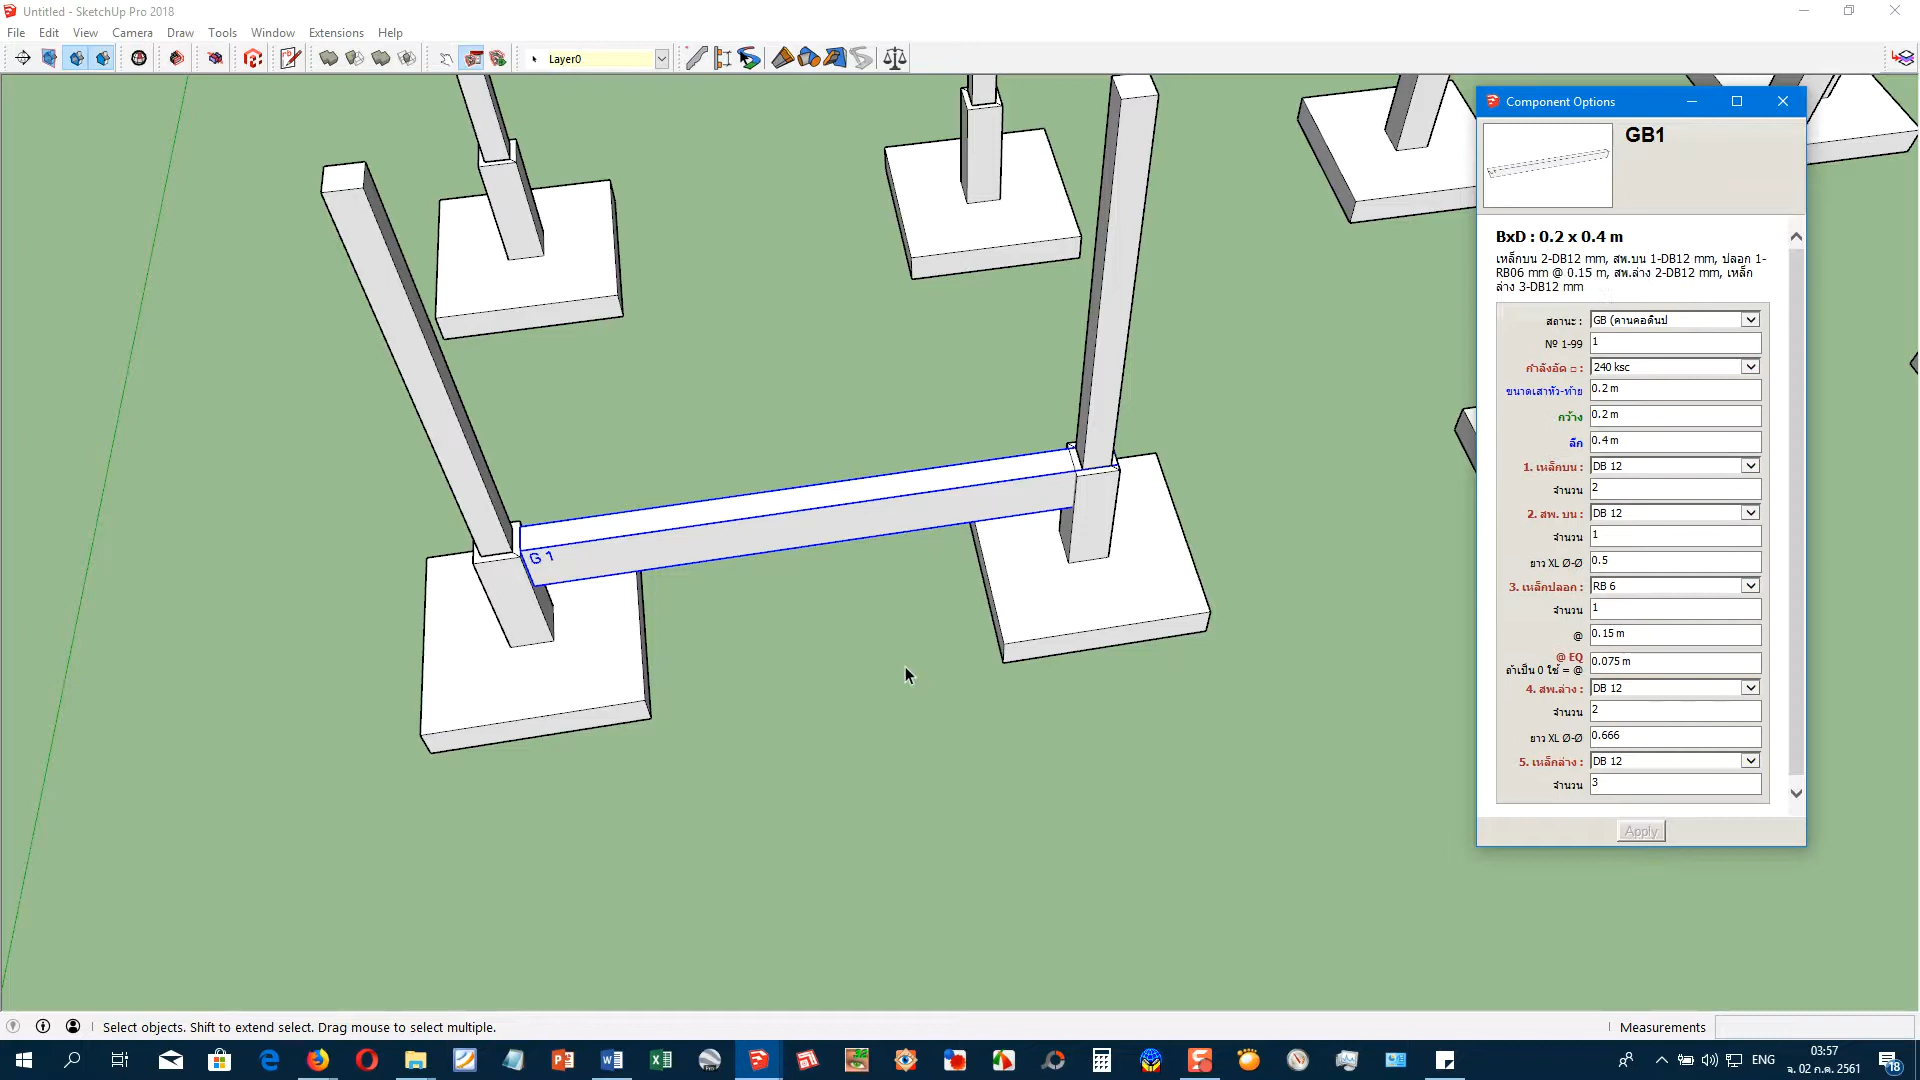 Untitled - SketchUp Pro 2018
File Edit View Camera Draw Tools Window Extensions Help
Layer0
Component Options
GB1
BxD : 0.2 x 0.4 m
เหล็กบน 2-DB12 mm, สพ.บน 1-DB12 mm, ปลอก 1-
RB06 mm @ 0.15 m, สพ.ล่าง 2-DB12 mm, เหล็ก
ล่าง 3-DB12 mm
สถานะ : GB (คานคอดินป
№ 1-99 1
กำลังอัด □ : 240 ksc
ขนาดเสาหัว-ท้าย 0.2 m
กว้าง 0.2 m
ลึก 0.4 m
1. เหล็กบน : DB 12
จำนวน 2
2. สพ. บน : DB 12
จำนวน 1
ยาว XL Ø-Ø 0.5
3. เหล็กปลอก : RB 6
จำนวน 1
@ 0.15 m
@ EQ
ถ้าเป็น 0 ใช้ = @ 0.075 m
4. สพ.ล่าง : DB 12
จำนวน 2
ยาว XL Ø-Ø 0.666
5. เหล็กล่าง : DB 12
จำนวน 3
Apply
G 1
Select objects. Shift to extend select. Drag mouse to select multiple.
Measurements
ENG
03:57
จ. 02 ก.ค. 2561
18